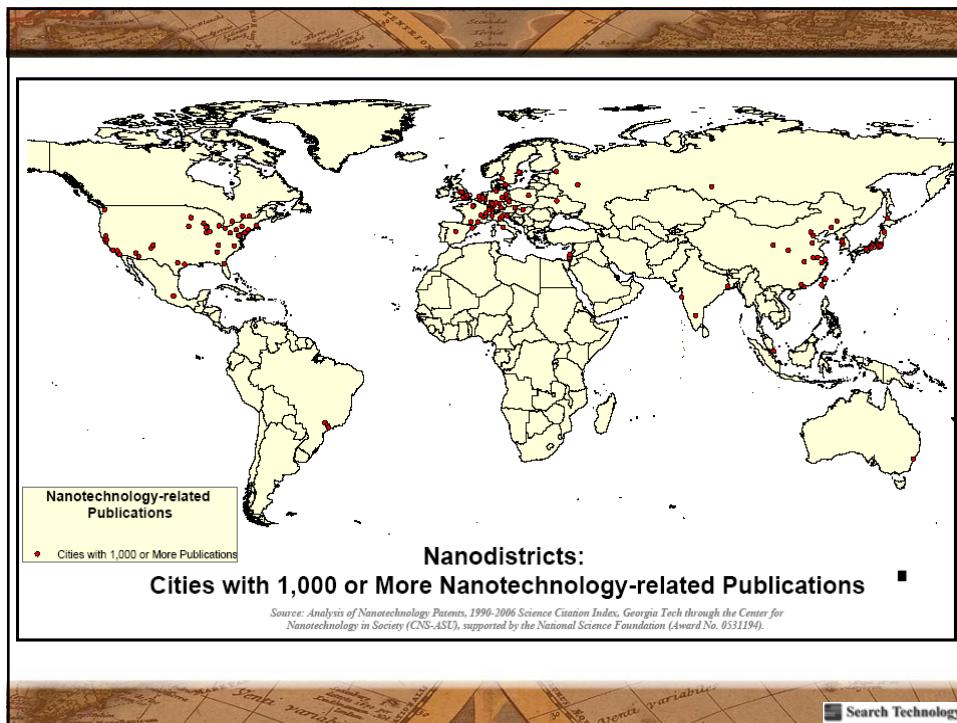 Nanotechnology-related
Publications
Cities with 1,000 or More Publications
Nanodistricts:
Cities with 1,000 or More Nanotechnology-related Publications
Source: Analysis of Nanotechnology Patents, 1990-2006 Science Citation Index, Georgia Tech through the Center for
Nanotechnology in Society (CNS-ASU), supported by the National Science Foundation (Award No. 0531194).
Venti variabiles
Search Technology